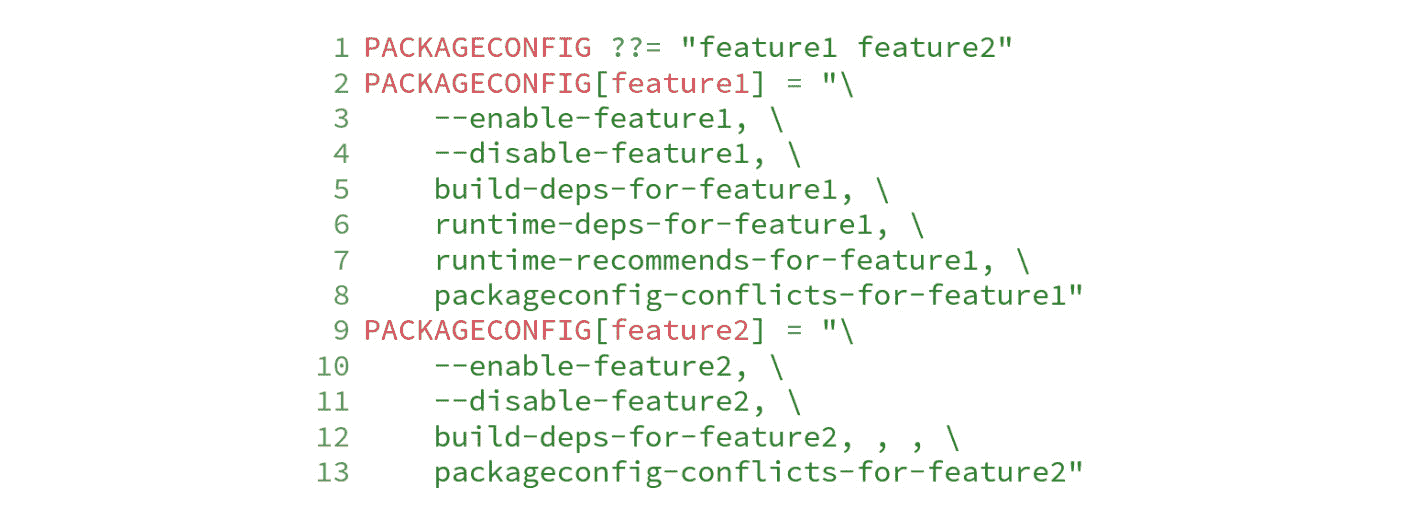 1 PACKAGECONFIG ??= "feature1 feature2"
2 PACKAGECONFIG[feature1] = "\
3     --enable-feature1, \
4     --disable-feature1, \
5     build-deps-for-feature1, \
6     runtime-deps-for-feature1, \
7     runtime-recommends-for-feature1, \
8     packageconfig-conflicts-for-feature1"
9 PACKAGECONFIG[feature2] = "\
10     --enable-feature2, \
11     --disable-feature2, \
12     build-deps-for-feature2, , , \
13     packageconfig-conflicts-for-feature2"